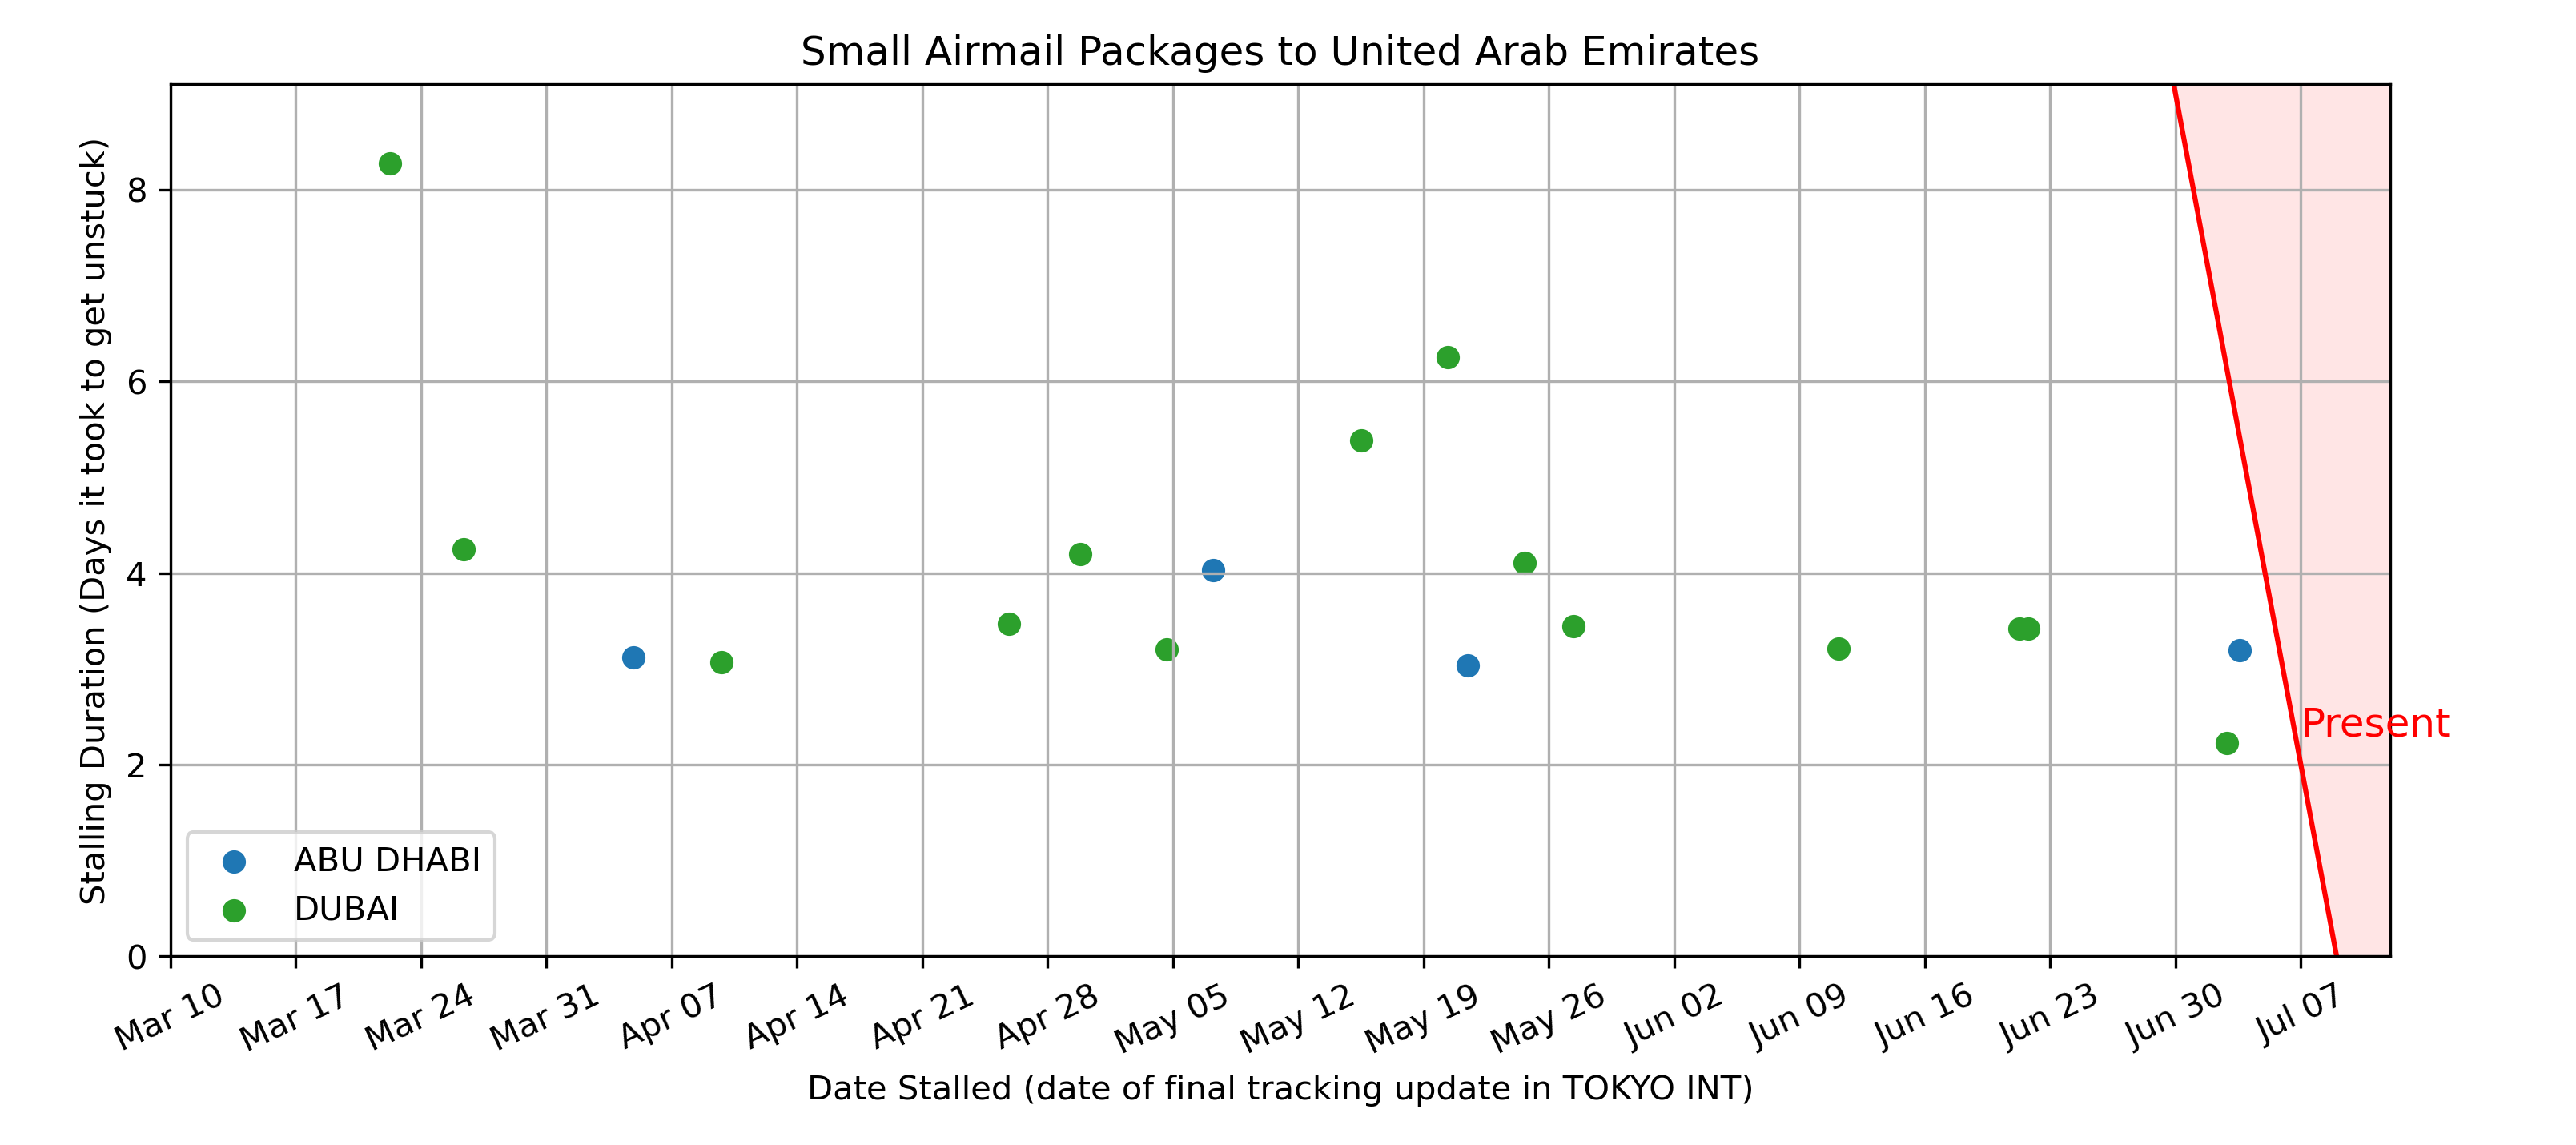 Small Airmail Packages to United Arab Emirates
Stalling Duration (Days it took to get unstuck)
8
6
4
2
0
Present
ABU DHABI
DUBAI
Mar 10
Mar 17
Mar 24
Mar 31
Apr 07
Apr 14
Apr 21
Apr 28
May 05
May 12
May 19
May 26
Jun 02
Jun 09
Jun 16
Jun 23
Jun 30
Jul 07
Date Stalled (date of final tracking update in TOKYO INT)